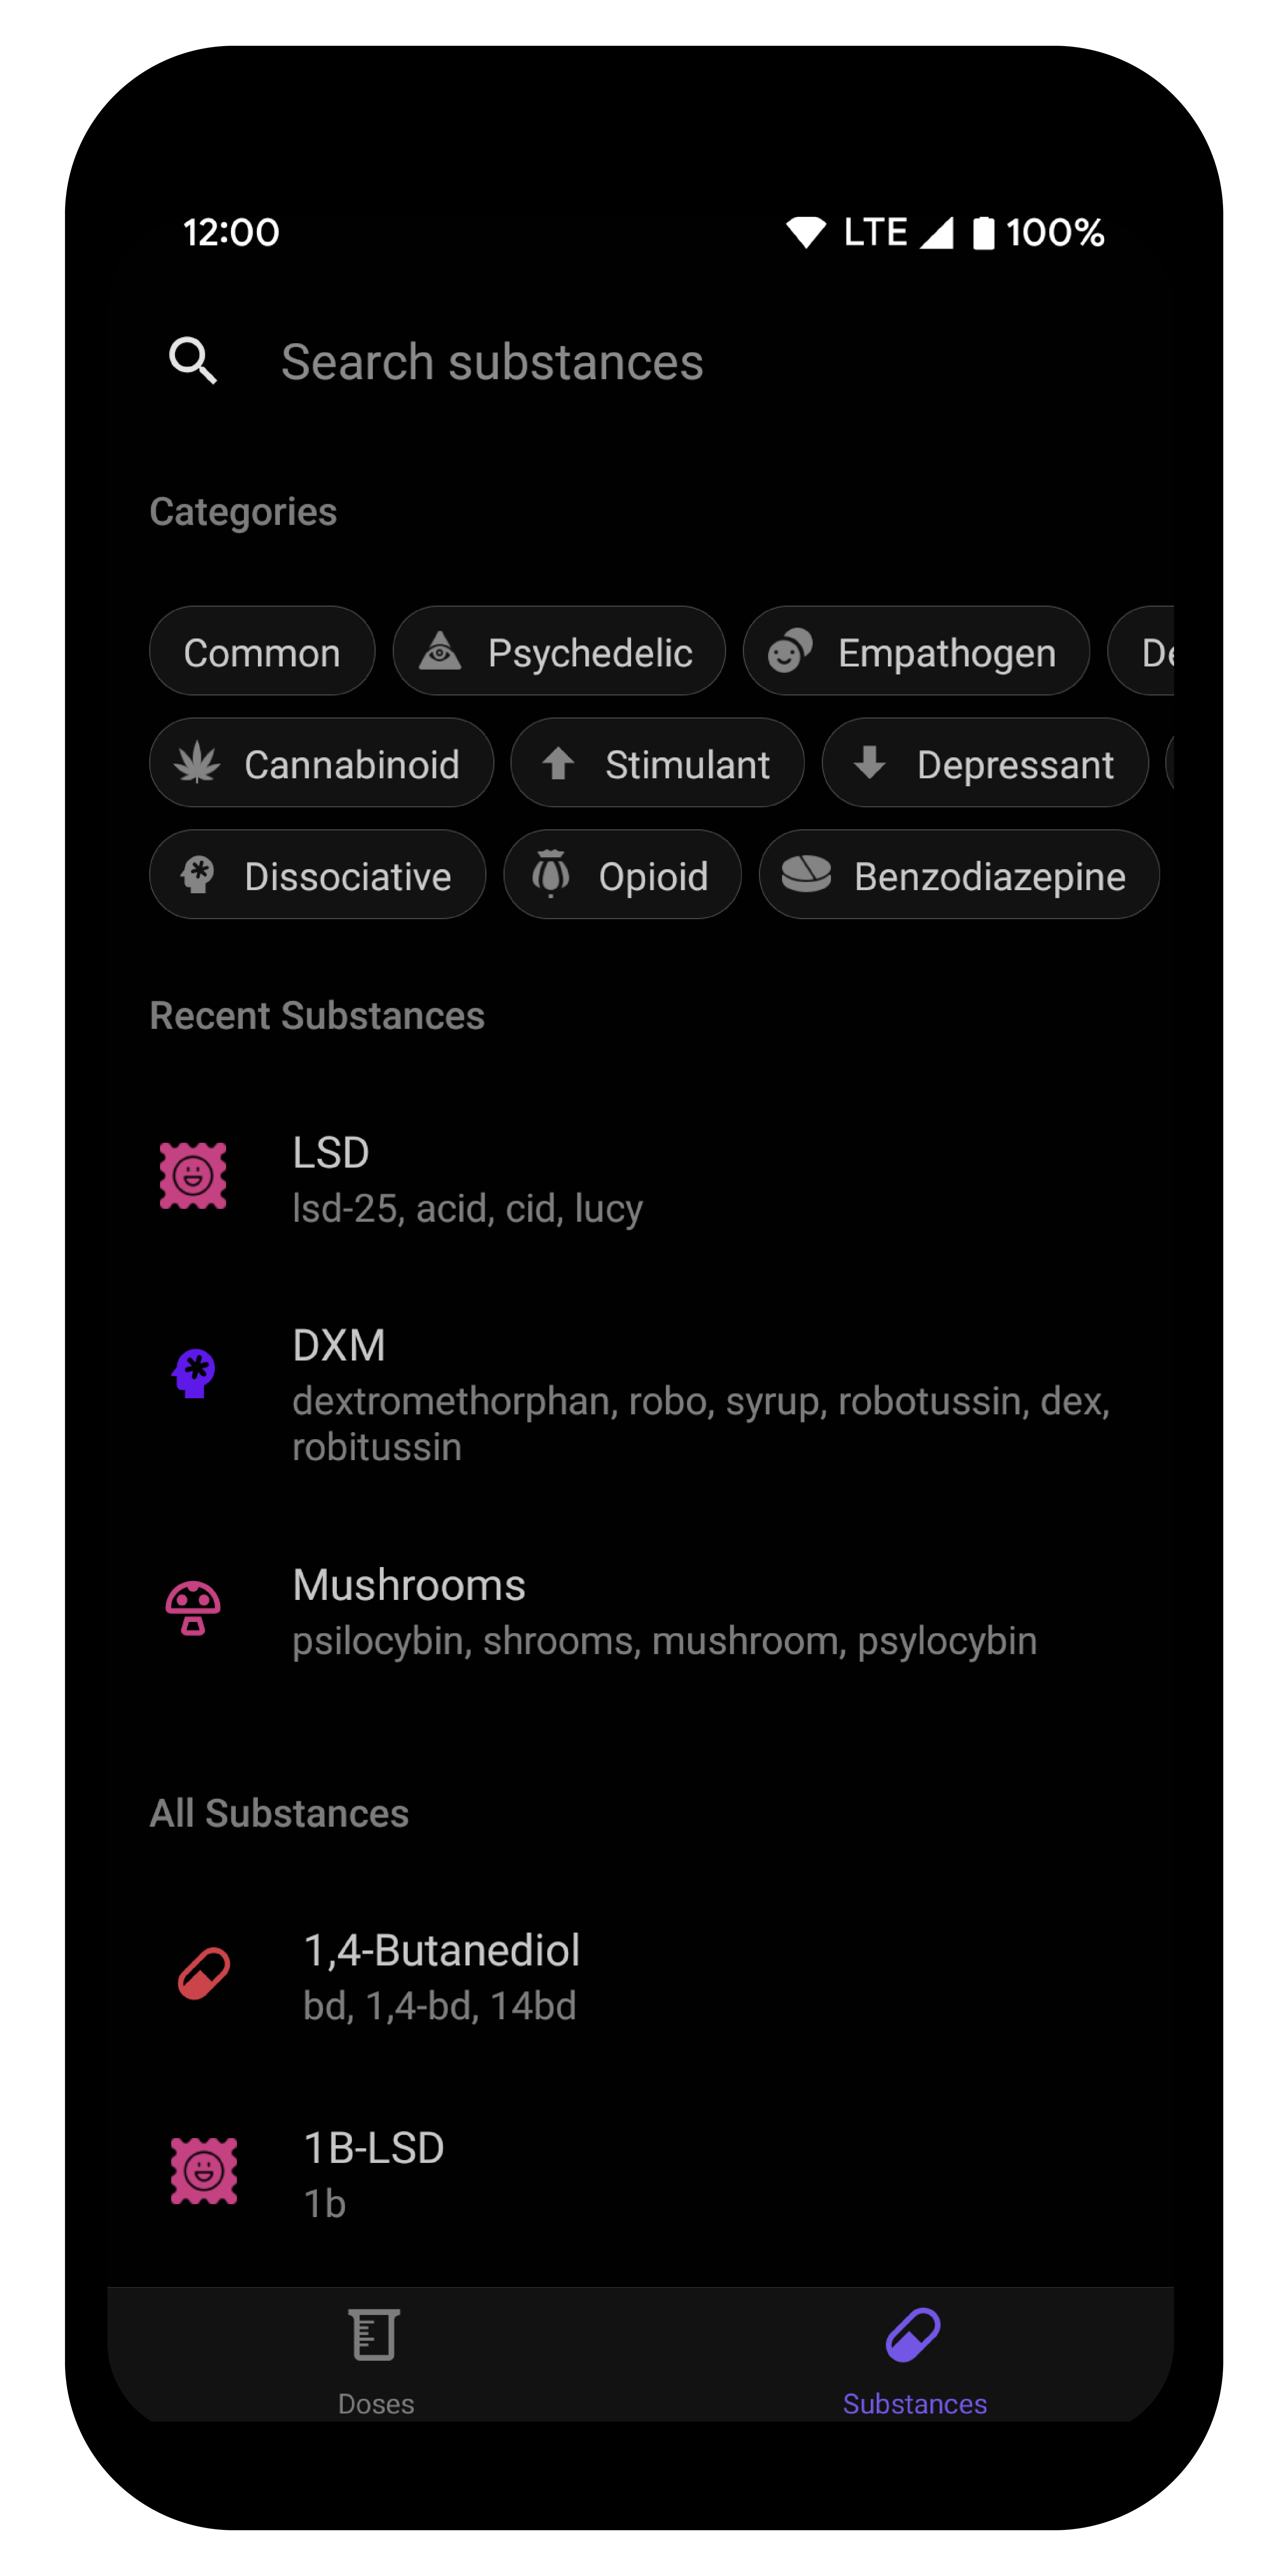 12:00 LTE 100%
Search substances
Categories
Common Psychedelic Empathogen
Cannabinoid Stimulant Depressant
Dissociative Opioid Benzodiazepine
Recent Substances
LSD
lsd-25, acid, cid, lucy
DXM
dextromethorphan, robo, syrup, robotussin, dex,
robitussin
Mushrooms
psilocybin, shrooms, mushroom, psylocybin
All Substances
1,4-Butanediol
bd, 1,4-bd, 14bd
1B-LSD
1b
Doses Substances